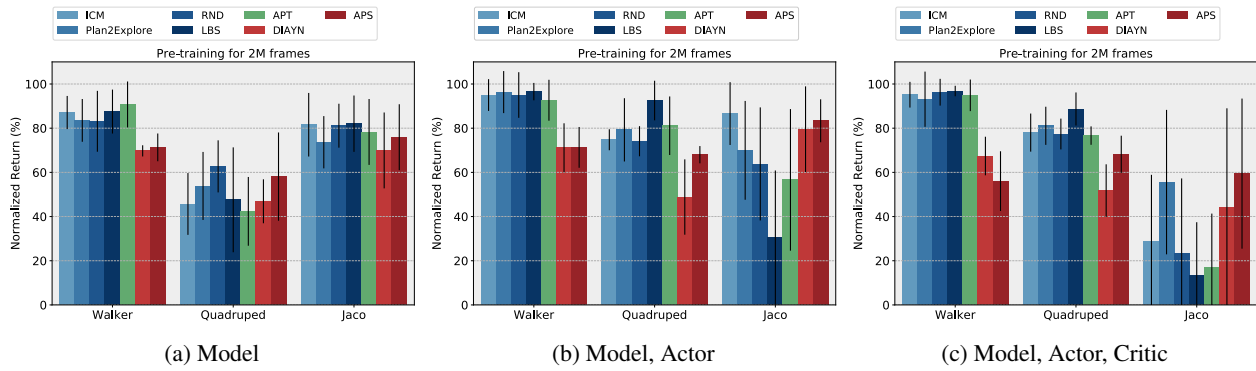 ICM RND APT APS
Plan2Explore LBS DIAYN
Pre-training for 2M frames
Normalized Return (%)
100
80
60
40
20
0
Walker Quadruped Jaco
(a) Model
ICM RND APT APS
Plan2Explore LBS DIAYN
Pre-training for 2M frames
Normalized Return (%)
100
80
60
40
20
0
Walker Quadruped Jaco
(b) Model, Actor
ICM RND APT APS
Plan2Explore LBS DIAYN
Pre-training for 2M frames
Normalized Return (%)
100
80
60
40
20
0
Walker Quadruped Jaco
(c) Model, Actor, Critic